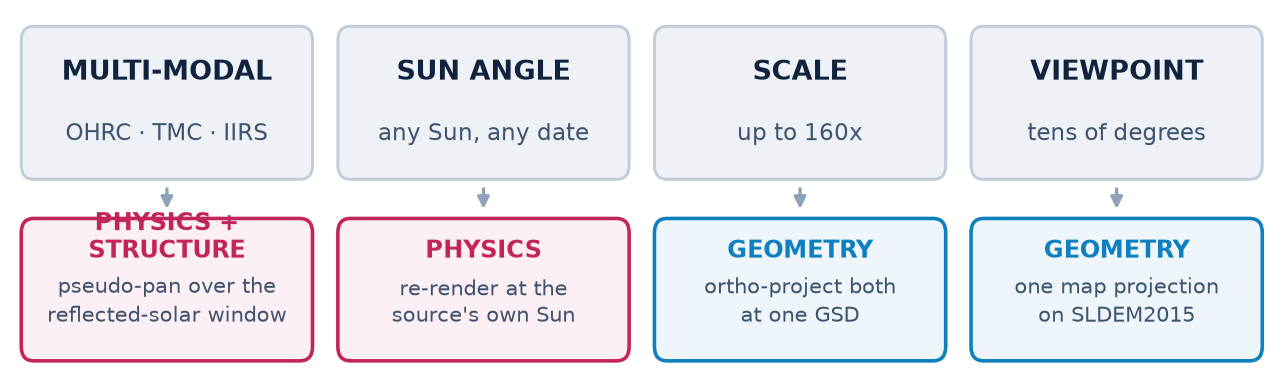 MULTI-MODAL
OHRC · TMC · IIRS
SUN ANGLE
any Sun, any date
SCALE
up to 160x
VIEWPOINT
tens of degrees
PHYSICS +
STRUCTURE
pseudo-pan over the
reflected-solar window
PHYSICS
re-render at the
source's own Sun
GEOMETRY
ortho-project both
at one GSD
GEOMETRY
one map projection
on SLDEM2015